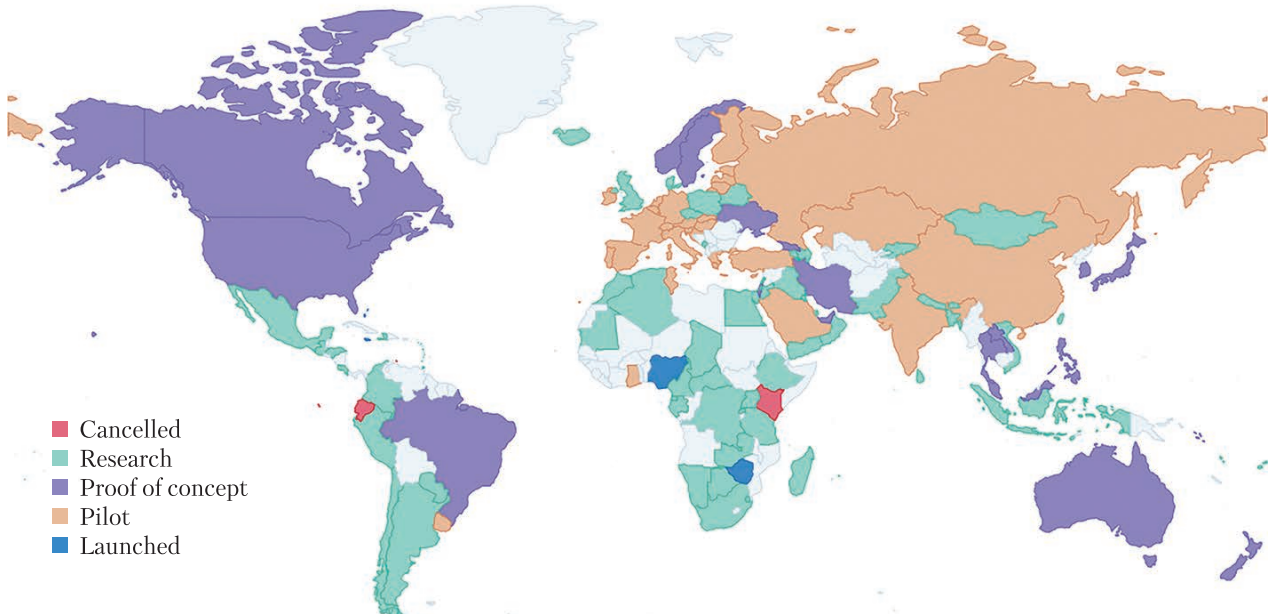 Cancelled
Research
Proof of concept
Pilot
Launched